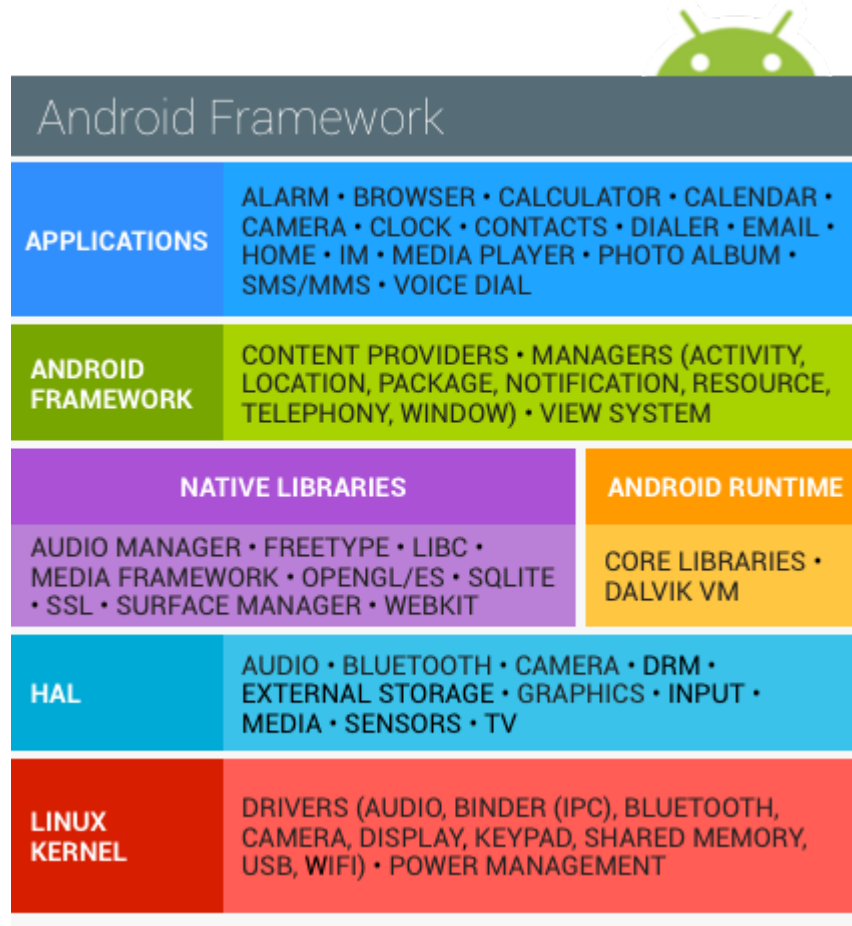 Android Framework
APPLICATIONS
ALARM • BROWSER • CALCULATOR • CALENDAR •
CAMERA • CLOCK • CONTACTS • DIALER • EMAIL •
HOME • IM • MEDIA PLAYER • PHOTO ALBUM •
SMS/MMS • VOICE DIAL
ANDROID
FRAMEWORK
CONTENT PROVIDERS • MANAGERS (ACTIVITY,
LOCATION, PACKAGE, NOTIFICATION, RESOURCE,
TELEPHONY, WINDOW) • VIEW SYSTEM
NATIVE LIBRARIES
AUDIO MANAGER • FREETYPE • LIBC •
MEDIA FRAMEWORK • OPENGL/ES • SQLITE
• SSL • SURFACE MANAGER • WEBKIT
ANDROID RUNTIME
CORE LIBRARIES •
DALVIK VM
HAL
AUDIO • BLUETOOTH • CAMERA • DRM •
EXTERNAL STORAGE • GRAPHICS • INPUT •
MEDIA • SENSORS • TV
LINUX
KERNEL
DRIVERS (AUDIO, BINDER (IPC), BLUETOOTH,
CAMERA, DISPLAY, KEYPAD, SHARED MEMORY,
USB, WIFI) • POWER MANAGEMENT